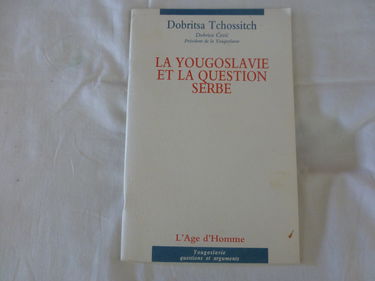 Dobritsa Tchossitch
Dobrica Ćosić
Président de la Yougoslavie
LA YOUGOSLAVIE
ET LA QUESTION
SERBE
L'Age d'Homme
Yougoslavie
questions et arguments